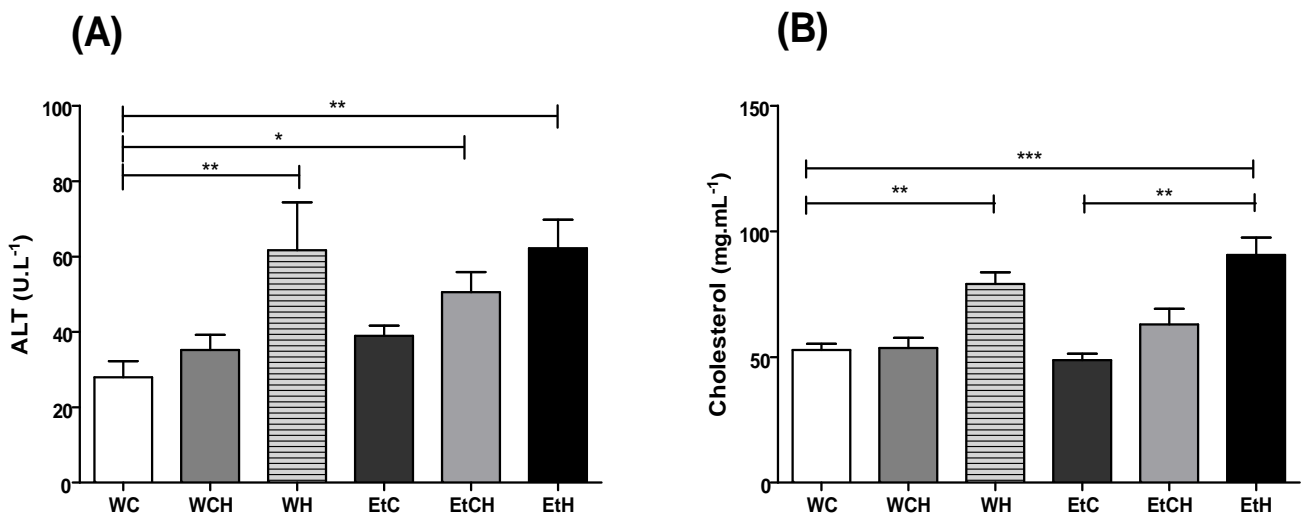 (A)
**
*
**
100
80
60
40
20
0
ALT (U.L⁻¹)
WC WCH WH EtC EtCH EtH
(B)
***
**
**
150
100
50
0
Cholesterol (mg.mL⁻¹)
WC WCH WH EtC EtCH EtH